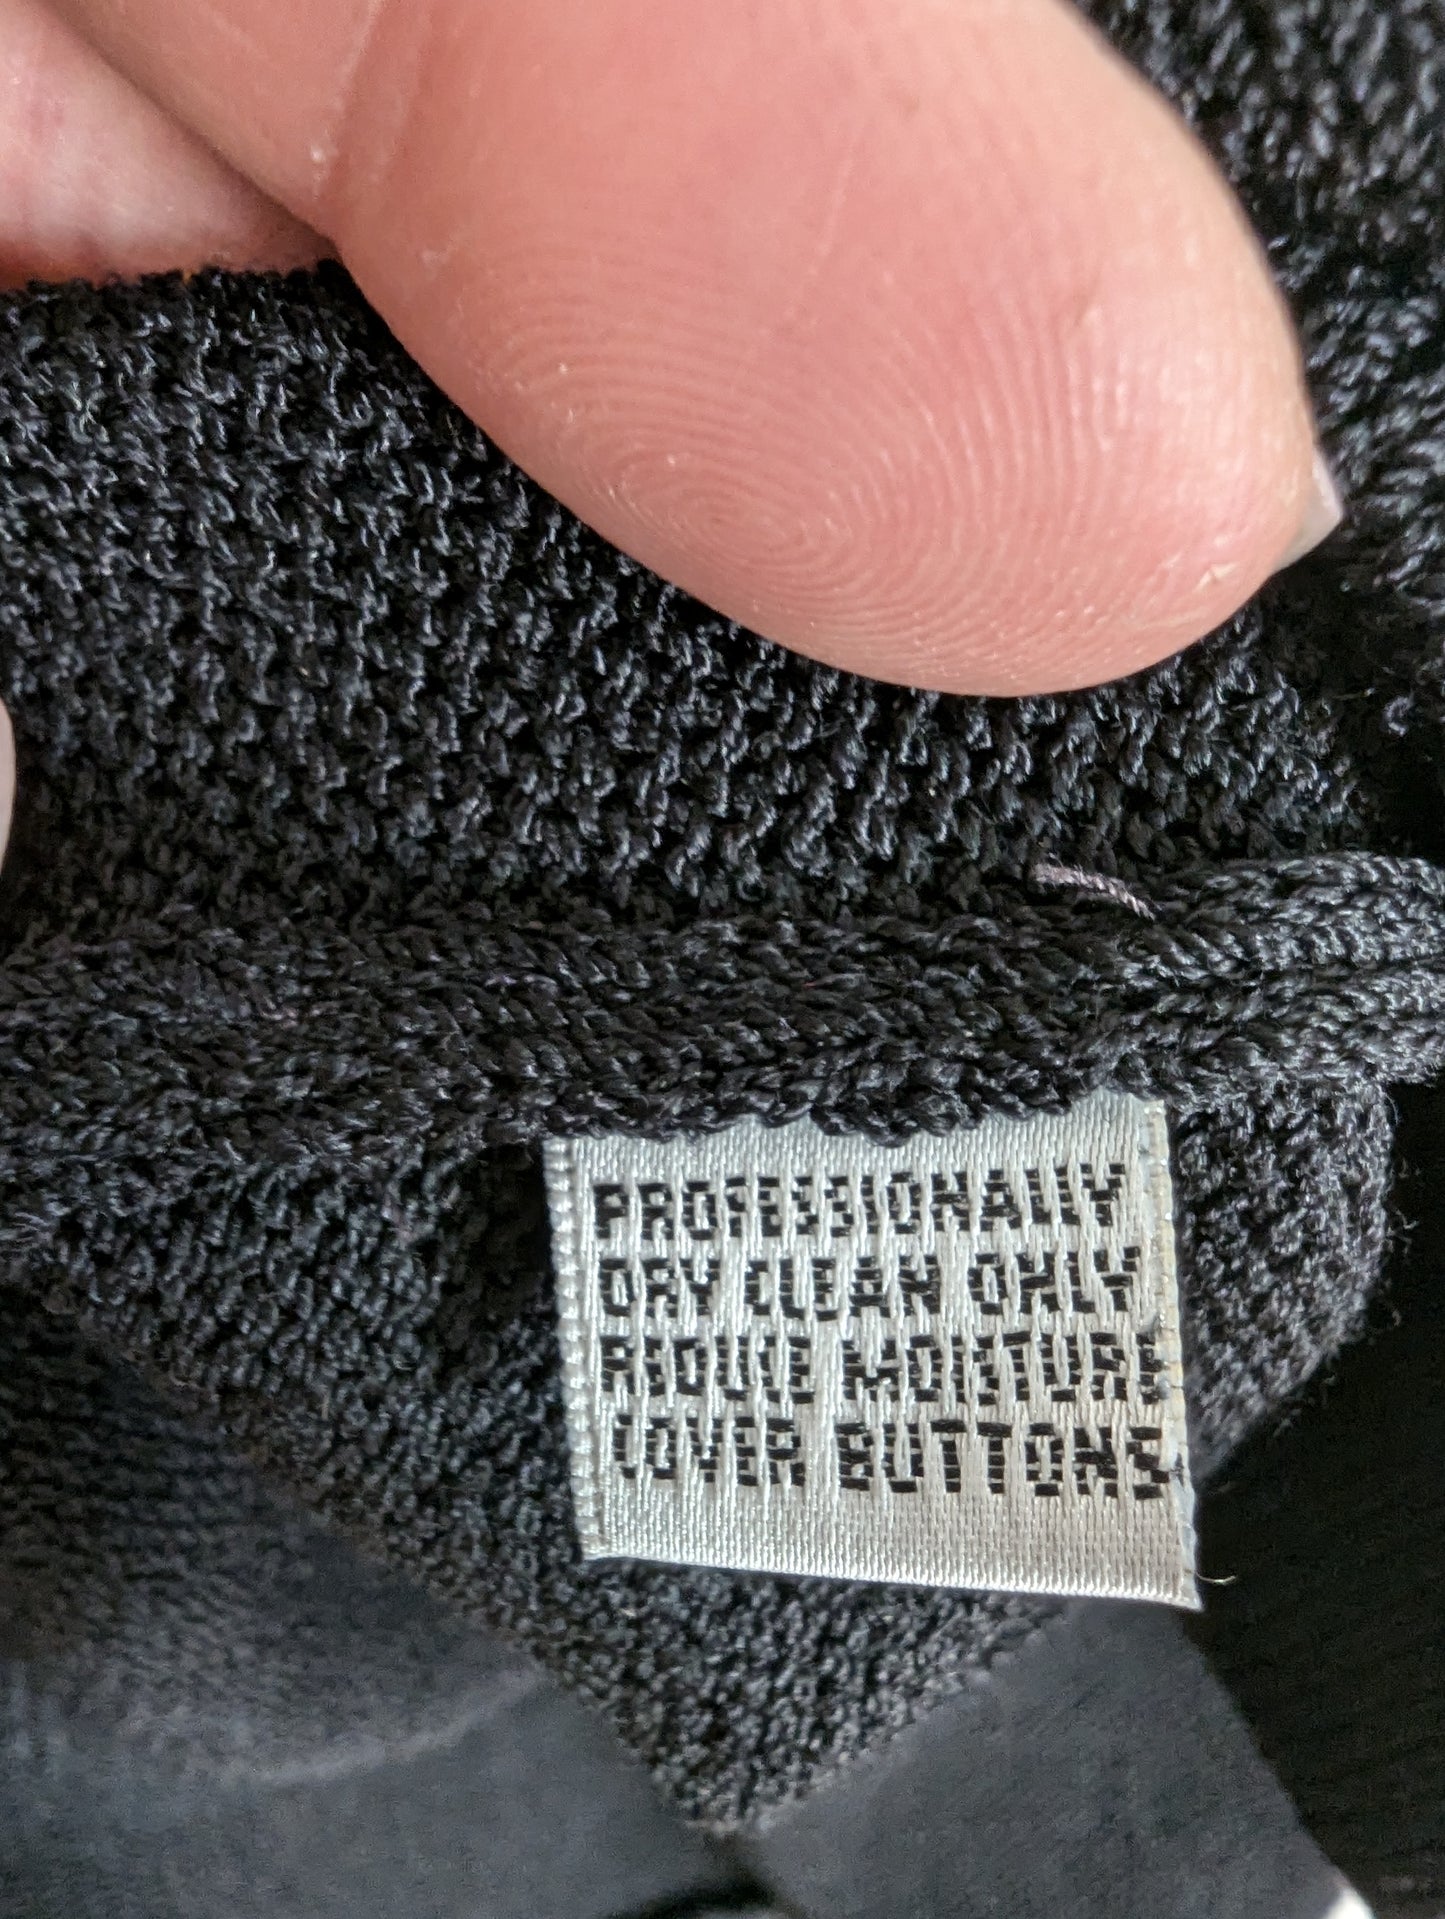 PROFESSIONALLY
DRY CLEAN ONLY
REDUCE MOISTURE
COVER BUTTONS